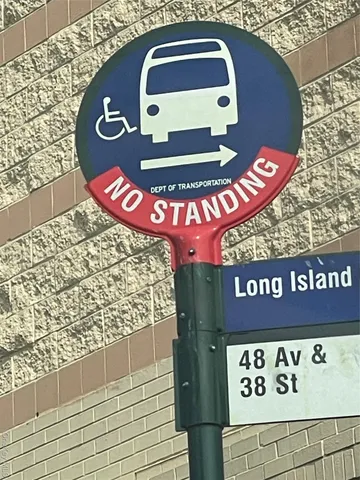 DEPT OF TRANSPORTATION
NO STANDING
Long Island
48 Av &
38 St